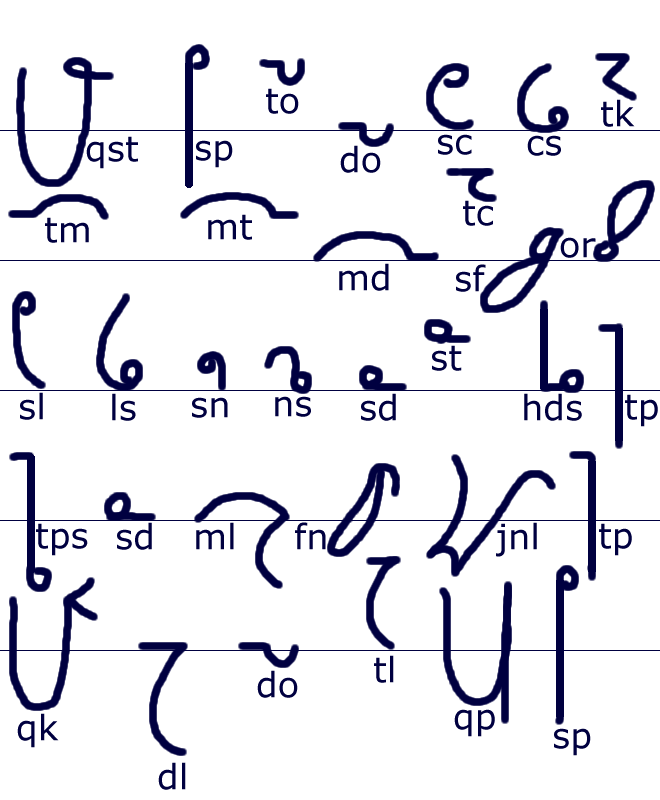 qst sp to do sc cs tk
tm mt md tc sf or
sl ls sn ns sd st hds tp
tps sd ml fn jnl tp
qk dl do tl qp sp